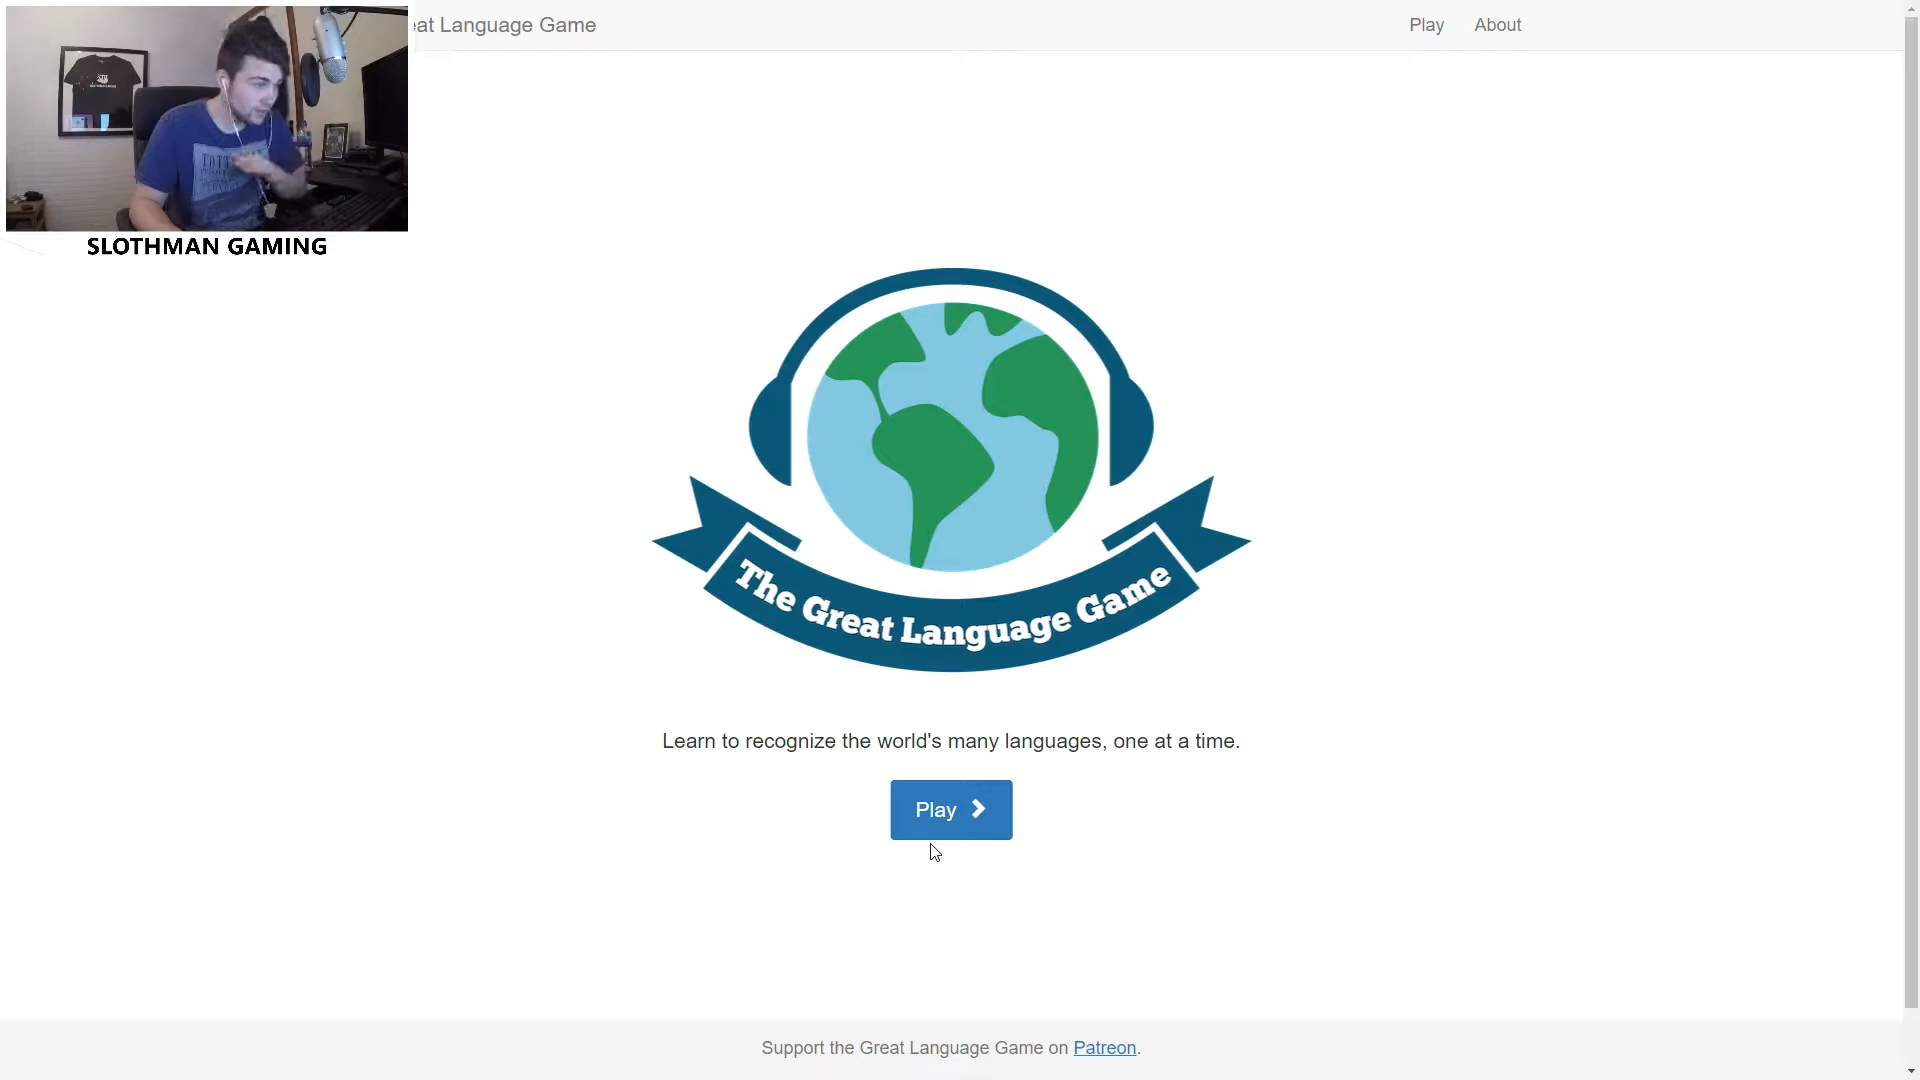 eat Language Game
Play
About
SLOTHMAN GAMING
The Great Language Game
Learn to recognize the world's many languages, one at a time.
Play
Support the Great Language Game on Patreon.